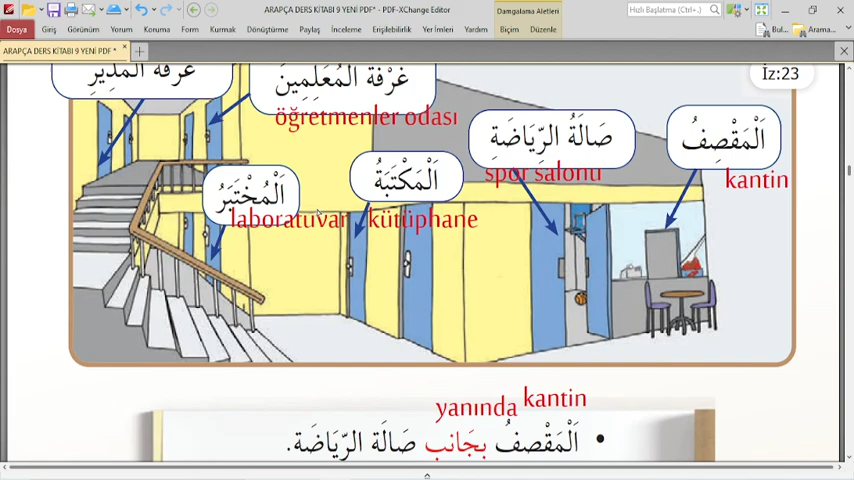 ARAPÇA DERS KİTABI 9 YENİ PDF* - PDF-XChange Editor
Damgalama Aletleri
Hızlı Başlatma (Ctrl+.)
Dosya Giriş Görünüm Yorum Koruma Form Kurmak Dönüştürme Paylaş İnceleme Erişilebilirlik Yer İmleri Yardım Biçim Düzenle Bul... Arama...
ARAPÇA DERS KİTABI 9 YENİ PDF *
İz:23
غُرْفَةُ الْمُدِيرِ
غُرْفَةُ الْمُعَلِّمِينَ
öğretmenler odası
صَالَةُ الرِّيَاضَةِ
spor salonu
اَلْمَقْصِفُ
kantin
اَلْمَكْتَبَةُ
kütüphane
اَلْمُخْتَبَرُ
laboratuvar
yanında kantin
• اَلْمَقْصِفُ بِجَانِبِ صَالَةِ الرِّيَاضَةِ.